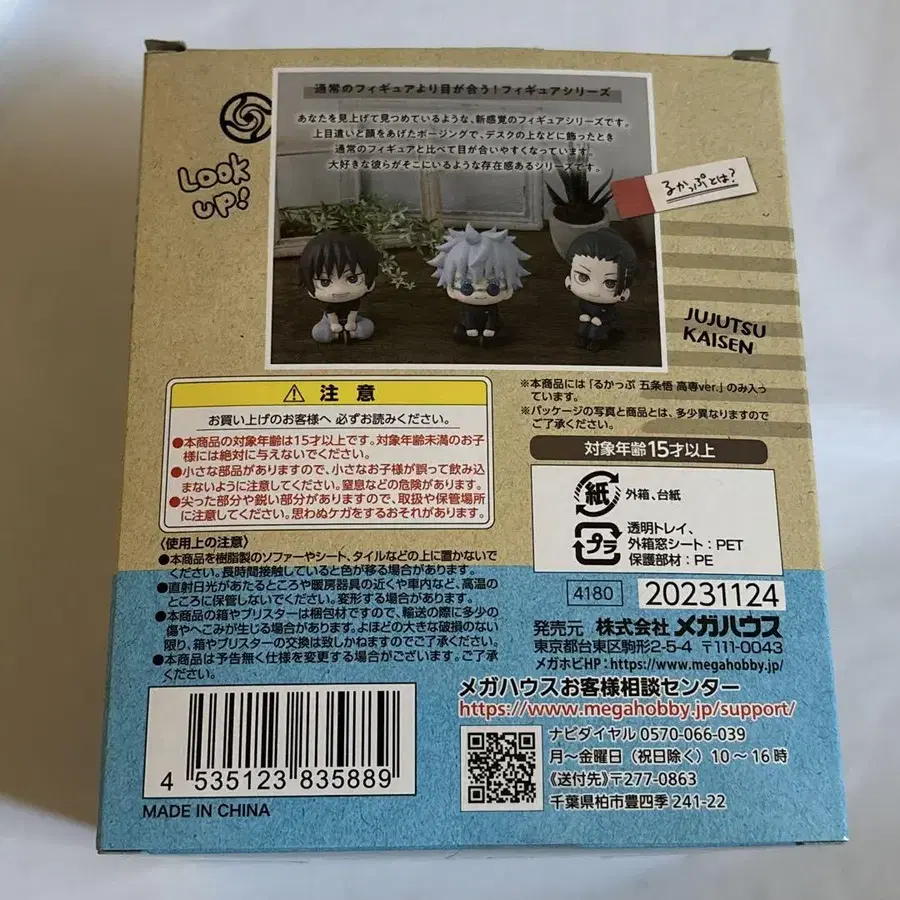 通常のフィギュアより目が合う！フィギュアシリーズ
あなたを見上げて見つめているような、新感覚のフィギュアシリーズです。
上目遣いと顔をあげたポージングで、デスクの上などに飾ったとき
通常のフィギュアと比べて目が合いやすくなっています。
大好きな彼らがそこにいるような存在感あるシリーズです。
Look up!
るかっぷとは？
JUJUTSU
KAISEN
※本商品には「るかっぷ 五条悟 高専ver.」のみ入っ
ています。
※パッケージの写真と商品とは、多少異なりますので
ご了承ください。
対象年齢15才以上
注 意
お買い上げのお客様へ 必ずお読みください。
●本商品の対象年齢は15才以上です。対象年齢未満のお子
様には絶対に与えないでください。
●小さな部品がありますので、小さなお子様が誤って飲み込
まないように注意してください。窒息などの危険があります。
●尖った部分や鋭い部分がありますので、取扱や保管場所
に注意してください。思わぬケガをするおそれがあります。
〈使用上の注意〉
●本商品を樹脂製のソファーやシート、タイルなどの上に置かないで
ください。長時間接触していると色が移る場合があります。
●直射日光があたるところや暖房器具の近くや車内など、高温の
ところに保管しないでください。変形する場合があります。
●本商品の箱やブリスターは梱包材ですので、輸送の際に多少の
傷やへこみが生じる場合があります。よほどの大きな破損のない
限り、箱やブリスターの交換は致しかねますのでご了承ください。
●本商品は予告無く仕様を変更する場合がございます。ご了承
ください。
紙 外箱、台紙
プラ 透明トレイ、
外箱窓シート：PET
保護部材：PE
4180 20231124
発売元 株式会社 メガハウス
東京都台東区駒形2-5-4 〒111-0043
メガホビHP：https://www.megahobby.jp/
メガハウスお客様相談センター
https://www.megahobby.jp/support/
ナビダイヤル 0570-066-039
月～金曜日（祝日除く）10～16時
《送付先》〒277-0863
千葉県柏市豊四季241-22
4 535123 835889
MADE IN CHINA